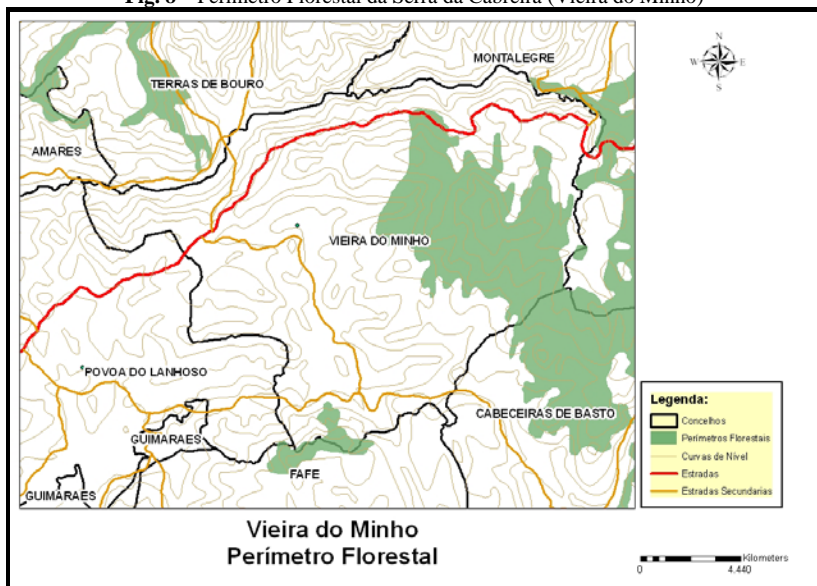 Fig. 8 – Perímetro Florestal da Serra da Cabreira (Vieira do Minho)
MONTALEGRE
TERRAS DE BOURO
AMARES
VIEIRA DO MINHO
POVOA DO LANHOSO
GUIMARAES
CABECEIRAS DE BASTO
FAFE
GUIMARAES
N
W E
S
Legenda:
Concelhos
Perímetros Florestais
Curvas de Nível
Estradas
Estradas Secundarias
Vieira do Minho
Perímetro Florestal
Kilometers
0 4.440